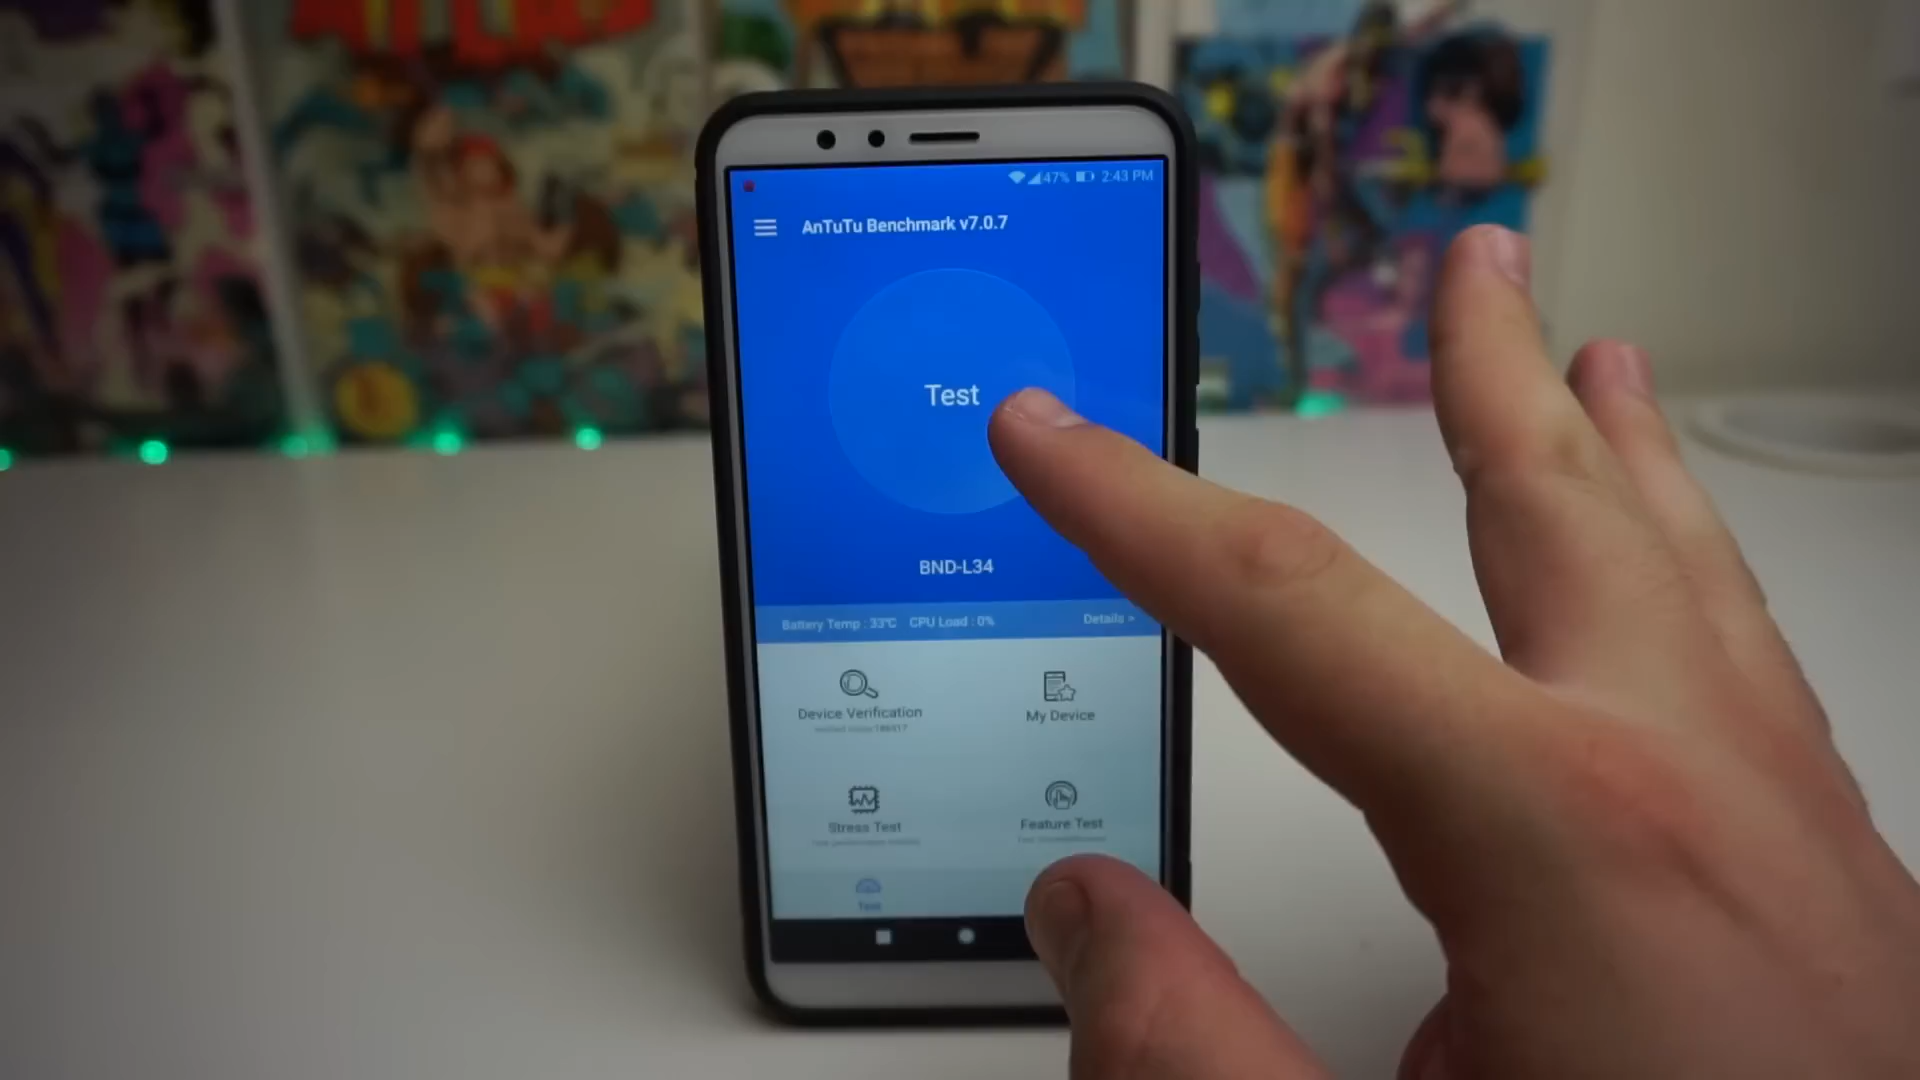 47% 2:43 PM
AnTuTu Benchmark v7.0.7
Test
BND-L34
Battery Temp : 33°C CPU Load : 0% Details >
Device Verification My Device
Stress Test Feature Test
Test